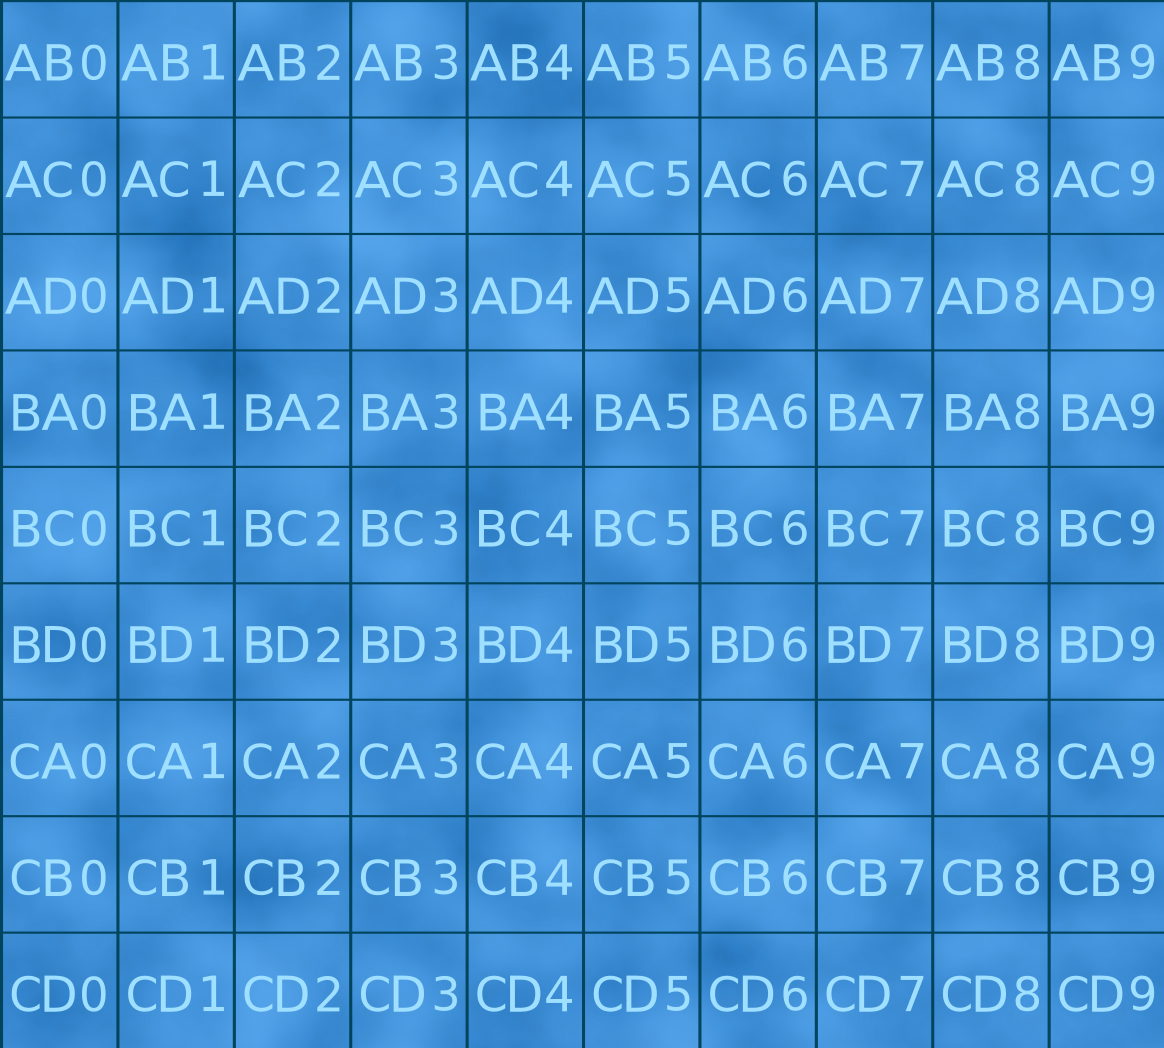 AB0 AB1 AB2 AB3 AB4 AB5 AB6 AB7 AB8 AB9
AC0 AC1 AC2 AC3 AC4 AC5 AC6 AC7 AC8 AC9
AD0 AD1 AD2 AD3 AD4 AD5 AD6 AD7 AD8 AD9
BA0 BA1 BA2 BA3 BA4 BA5 BA6 BA7 BA8 BA9
BC0 BC1 BC2 BC3 BC4 BC5 BC6 BC7 BC8 BC9
BD0 BD1 BD2 BD3 BD4 BD5 BD6 BD7 BD8 BD9
CA0 CA1 CA2 CA3 CA4 CA5 CA6 CA7 CA8 CA9
CB0 CB1 CB2 CB3 CB4 CB5 CB6 CB7 CB8 CB9
CD0 CD1 CD2 CD3 CD4 CD5 CD6 CD7 CD8 CD9